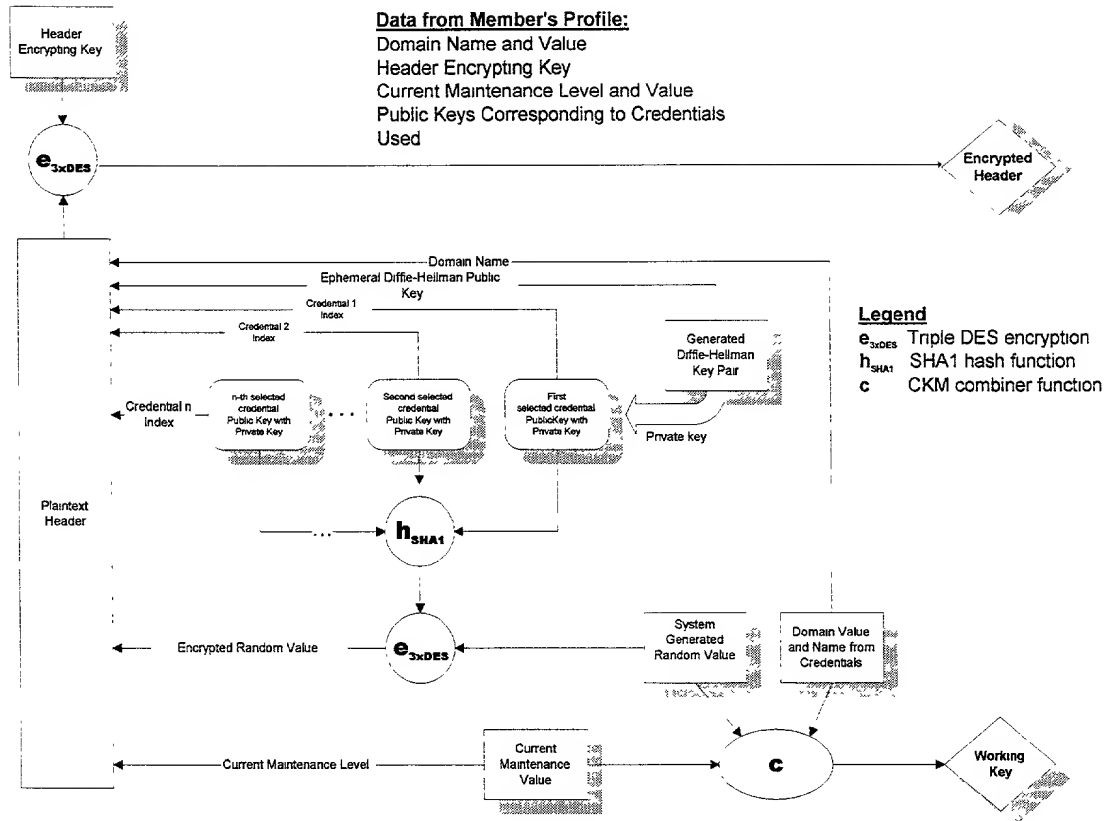 Header
Encrypting Key
Data from Member's Profile:
Domain Name and Value
Header Encrypting Key
Current Maintenance Level and Value
Public Keys Corresponding to Credentials
Used
e3xDES
Encrypted
Header
Domain Name
Ephemeral Diffie-Hellman Public
Key
Credential 1
Index
Credential 2
Index
Generated
Diffie-Hellman
Key Pair
Legend
e3xDES Triple DES encryption
hSHA1 SHA1 hash function
c CKM combiner function
Credential n
Index
n-th selected
credential
Public Key with
Private Key
...
Second selected
credential
Public Key with
Private Key
First
selected credential
PublicKey with
Private Key
Private key
Plaintext
Header
...
hSHA1
Encrypted Random Value
e3xDES
System
Generated
Random Value
Domain Value
and Name from
Credentials
Current Maintenance Level
Current
Maintenance
Value
c
Working
Key